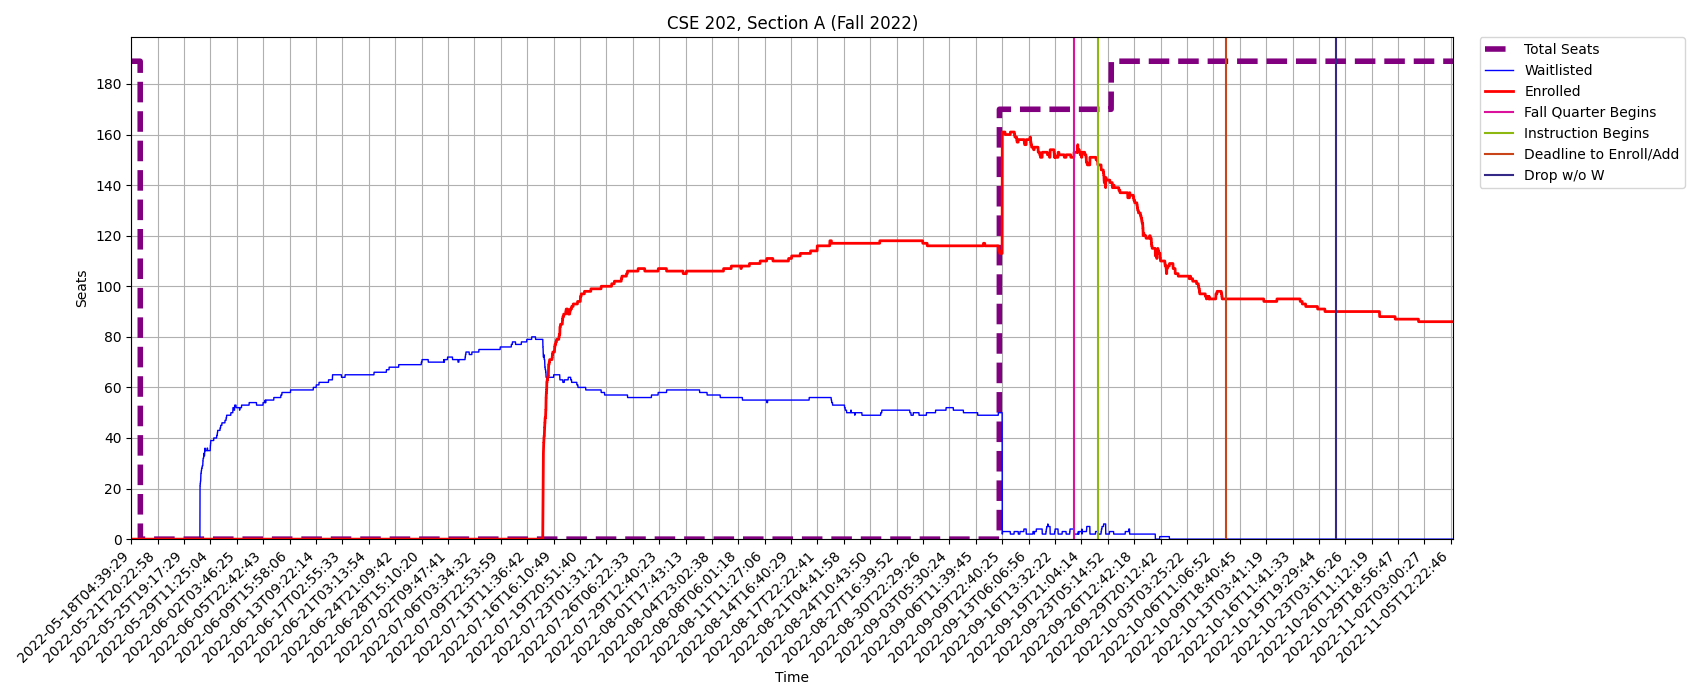 CSE 202, Section A (Fall 2022)
Total Seats
Waitlisted
Enrolled
Fall Quarter Begins
Instruction Begins
Deadline to Enroll/Add
Drop w/o W
Seats
180
160
140
120
100
80
60
40
20
0
2022-05-18T04:39:29
2022-05-21T20:22:58
2022-05-25T19:17:29
2022-05-29T11:25:04
2022-06-02T03:46:25
2022-06-05T22:42:43
2022-06-09T15:58:06
2022-06-13T09:22:14
2022-06-17T02:55:33
2022-06-21T03:13:54
2022-06-24T21:09:42
2022-06-28T15:10:20
2022-07-02T09:47:41
2022-07-06T03:34:32
2022-07-09T22:53:59
2022-07-13T11:36:42
2022-07-16T16:10:49
2022-07-19T20:51:40
2022-07-23T01:31:21
2022-07-26T06:22:33
2022-07-29T12:40:23
2022-08-01T17:43:13
2022-08-04T23:02:38
2022-08-08T06:01:18
2022-08-11T11:27:06
2022-08-14T16:40:29
2022-08-17T22:22:41
2022-08-21T04:41:58
2022-08-24T10:43:50
2022-08-27T16:39:52
2022-08-30T22:29:26
2022-09-03T05:30:24
2022-09-06T11:39:45
2022-09-09T22:40:25
2022-09-13T06:06:56
2022-09-16T13:32:22
2022-09-19T21:04:14
2022-09-23T05:14:52
2022-09-26T12:42:18
2022-09-29T20:12:42
2022-10-03T03:25:22
2022-10-06T11:06:52
2022-10-09T18:40:45
2022-10-13T03:41:19
2022-10-16T11:41:33
2022-10-19T19:29:44
2022-10-23T03:16:26
2022-10-26T11:12:19
2022-10-29T18:56:47
2022-11-02T03:00:27
2022-11-05T12:22:46
Time